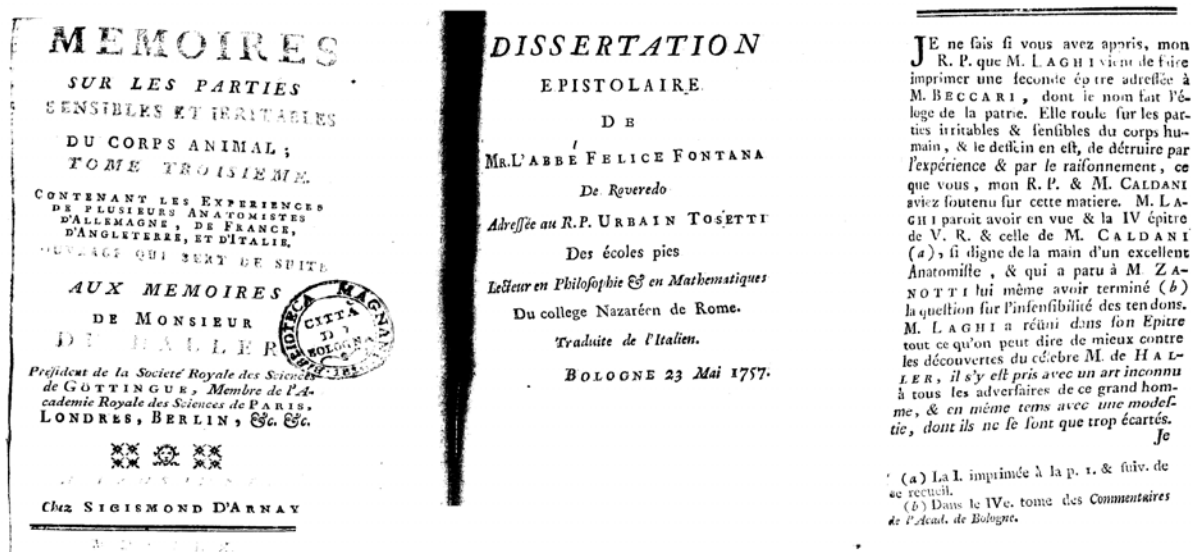 MEMOIRES
SUR LES PARTIES
SENSIBLES ET IRRITABLES
DU CORPS ANIMAL ;
TOME TROISIEME.
CONTENANT LES EXPERIENCES
DE PLUSIEURS ANATOMISTES
D'ALLEMAGNE, DE FRANCE,
D'ANGLETERRE, ET D'ITALIE.
OUVRAGE QUI SERT DE SUITE
AUX MEMOIRES
DE MONSIEUR
DE HALLER
Président de la Societé Royale des Sciences
de GÖTTINGUE, Membre de l'A-
cademie Royale des Sciences de PARIS,
LONDRES, BERLIN, &c. &c.
Chez SIGISMOND D'ARNAY
BIBLIOTECA MAGNANI
CITTÀ
DI
BOLOGNA
DISSERTATION
EPISTOLAIRE
DE
MR. L'ABBÉ FELICE FONTANA
De Roveredo
Adreſſée au R.P. URBAIN TOSETTI
Des écoles pies
Lecteur en Philoſophie & en Mathematiques
Du college Nazaréen de Rome.
Traduite de l'Italien.
BOLOGNE 23 Mai 1757.
JE ne ſais ſi vous avez appris, mon
R. P. que M. LAGHI vient de faire
imprimer une ſeconde épitre adreſſée à
M. BECCARI, dont le nom fait l'é-
loge de la patrie. Elle roule ſur les par-
ties irritables & ſenſibles du corps hu-
main, & le deſſein en eſt, de détruire par
l'expérience & par le raiſonnement, ce
que vous, mon R. P. & M. CALDANI
aviez ſoutenu ſur cette matiere. M. LA-
GHI paroit avoir en vue & la IV épitre
de V. R. & celle de M. CALDANI
(a), ſi digne de la main d'un excellent
Anatomiſte, & qui a paru à M. ZA-
NOTTI lui même avoir terminé (b)
la queſtion ſur l'inſenſibilité des tendons.
M. LAGHI a réüni dans ſon Epitre
tout ce qu'on peut dire de mieux contre
les découvertes du célebre M. de HAL-
LER, il s'y eſt pris avec un art inconnu
à tous les adverſaires de ce grand hom-
me, & en même tems avec une modeſ-
tie, dont ils ne ſe ſont que trop écartés.
Je
(a) La I. imprimée à la p. 1. & ſuiv. de
ce recueil.
(b) Dans le IVe. tome des Commentaires
de l'Acad. de Bologne.